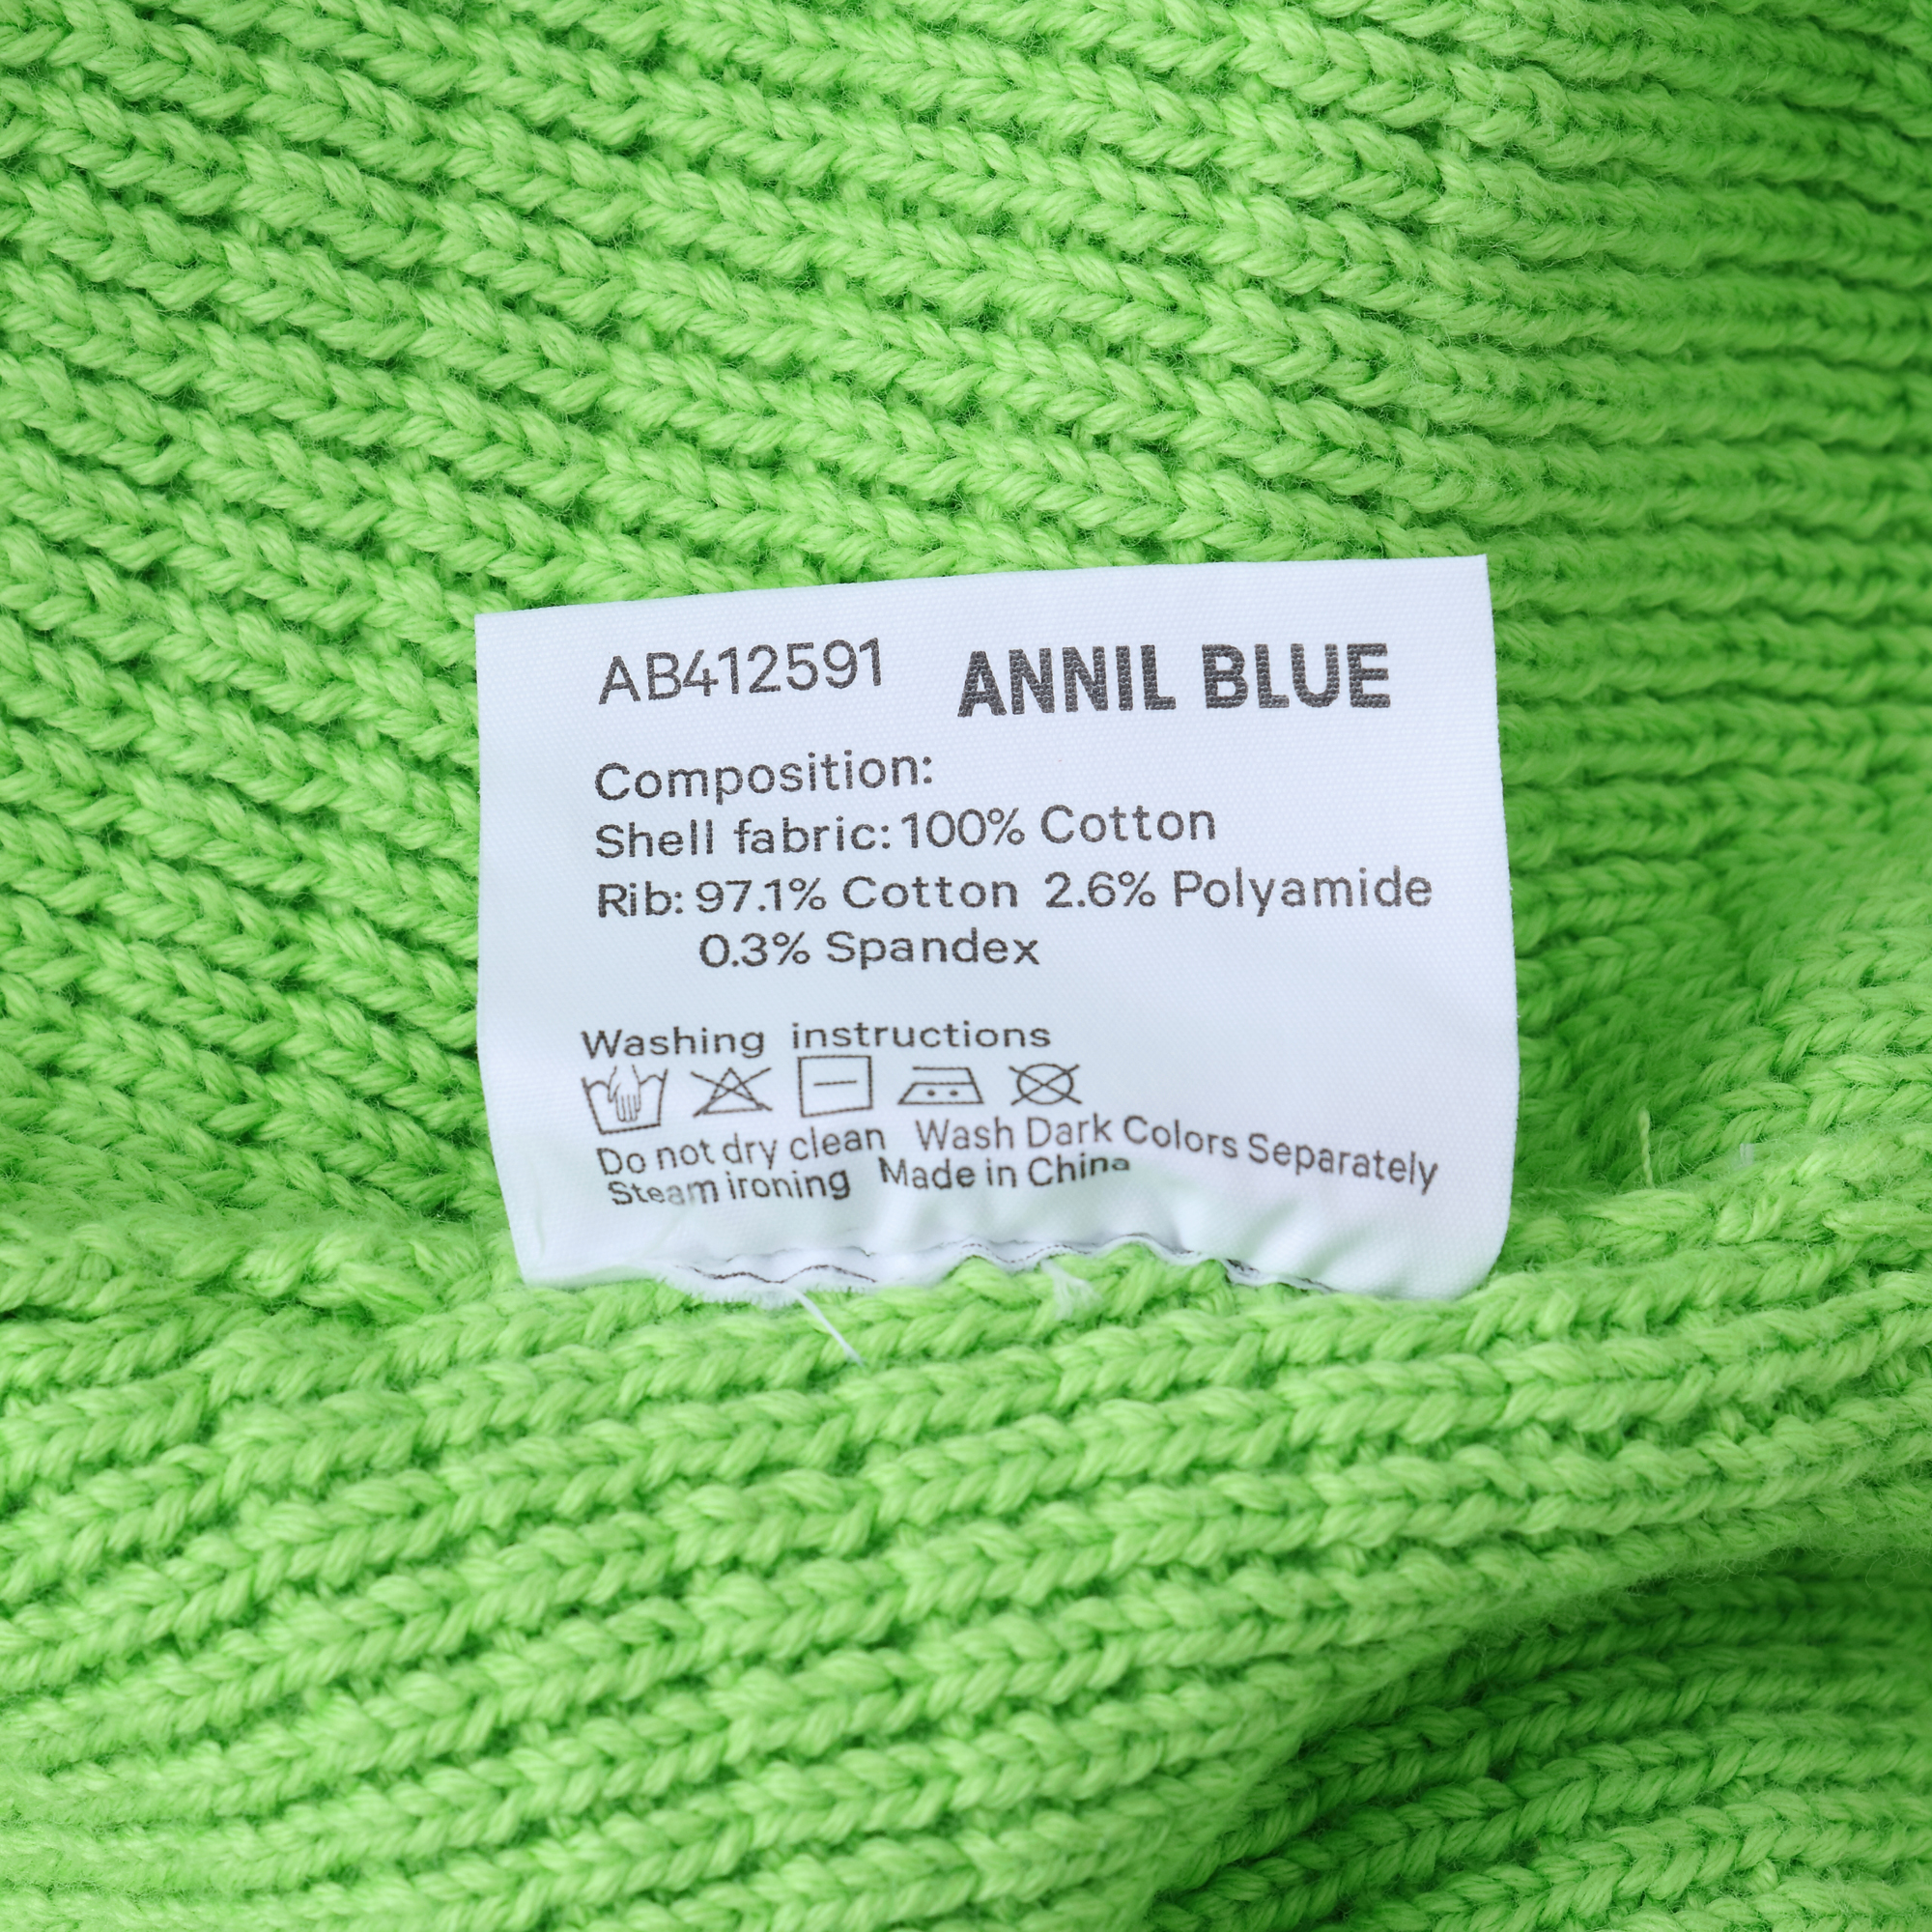 AB412591 ANNIL BLUE
Composition:
Shell fabric: 100% Cotton
Rib: 97.1% Cotton 2.6% Polyamide
0.3% Spandex
Washing instructions
Do not dry clean Wash Dark Colors Separately
Steam ironing Made in China